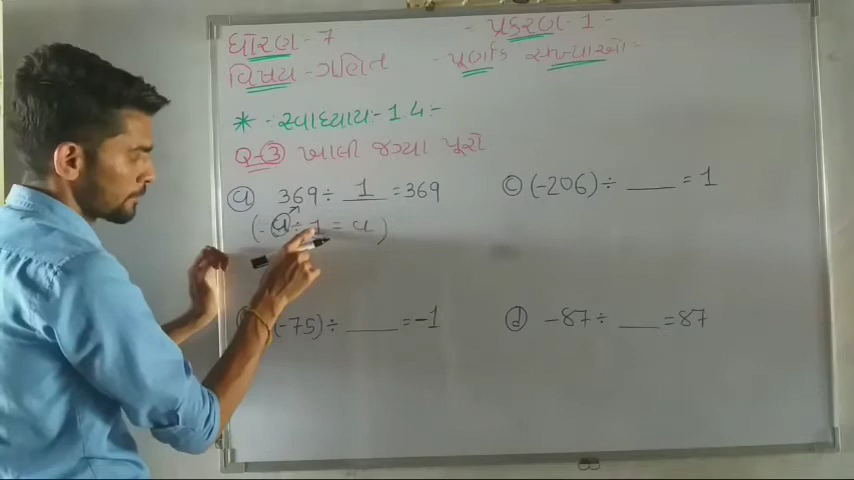 ધોરણ - 7 - પ્રકરણ - 1 :-
વિષય - ગણિત - પૂર્ણાંક સંખ્યાઓ :-
* -: સ્વાધ્યાય :- 1.4 :-
Q-3 ખાલી જગ્યા પૂરો
(a) 369 ÷ 1 = 369
(∵ a ÷ 1 = a)
(-75) ÷ ____ = -1
(c) (-206) ÷ ____ = 1
(d) -87 ÷ ____ = 87